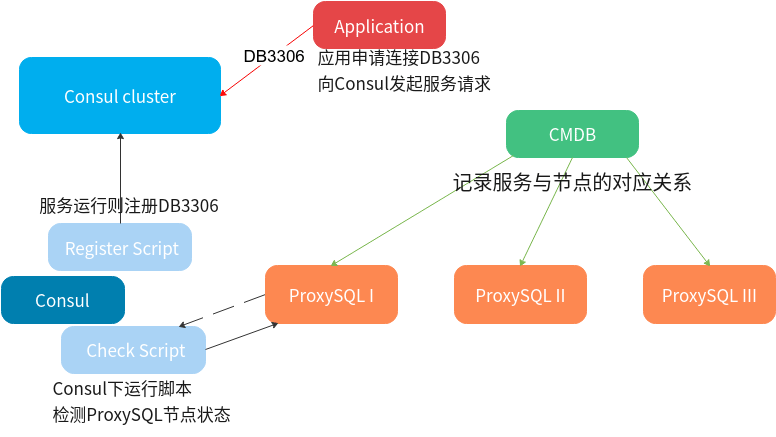 Application
DB3306
应用申请连接DB3306
向Consul发起服务请求
Consul cluster
CMDB
记录服务与节点的对应关系
服务运行则注册DB3306
Register Script
Consul
ProxySQL I
ProxySQL II
ProxySQL III
Check Script
Consul下运行脚本
检测ProxySQL节点状态